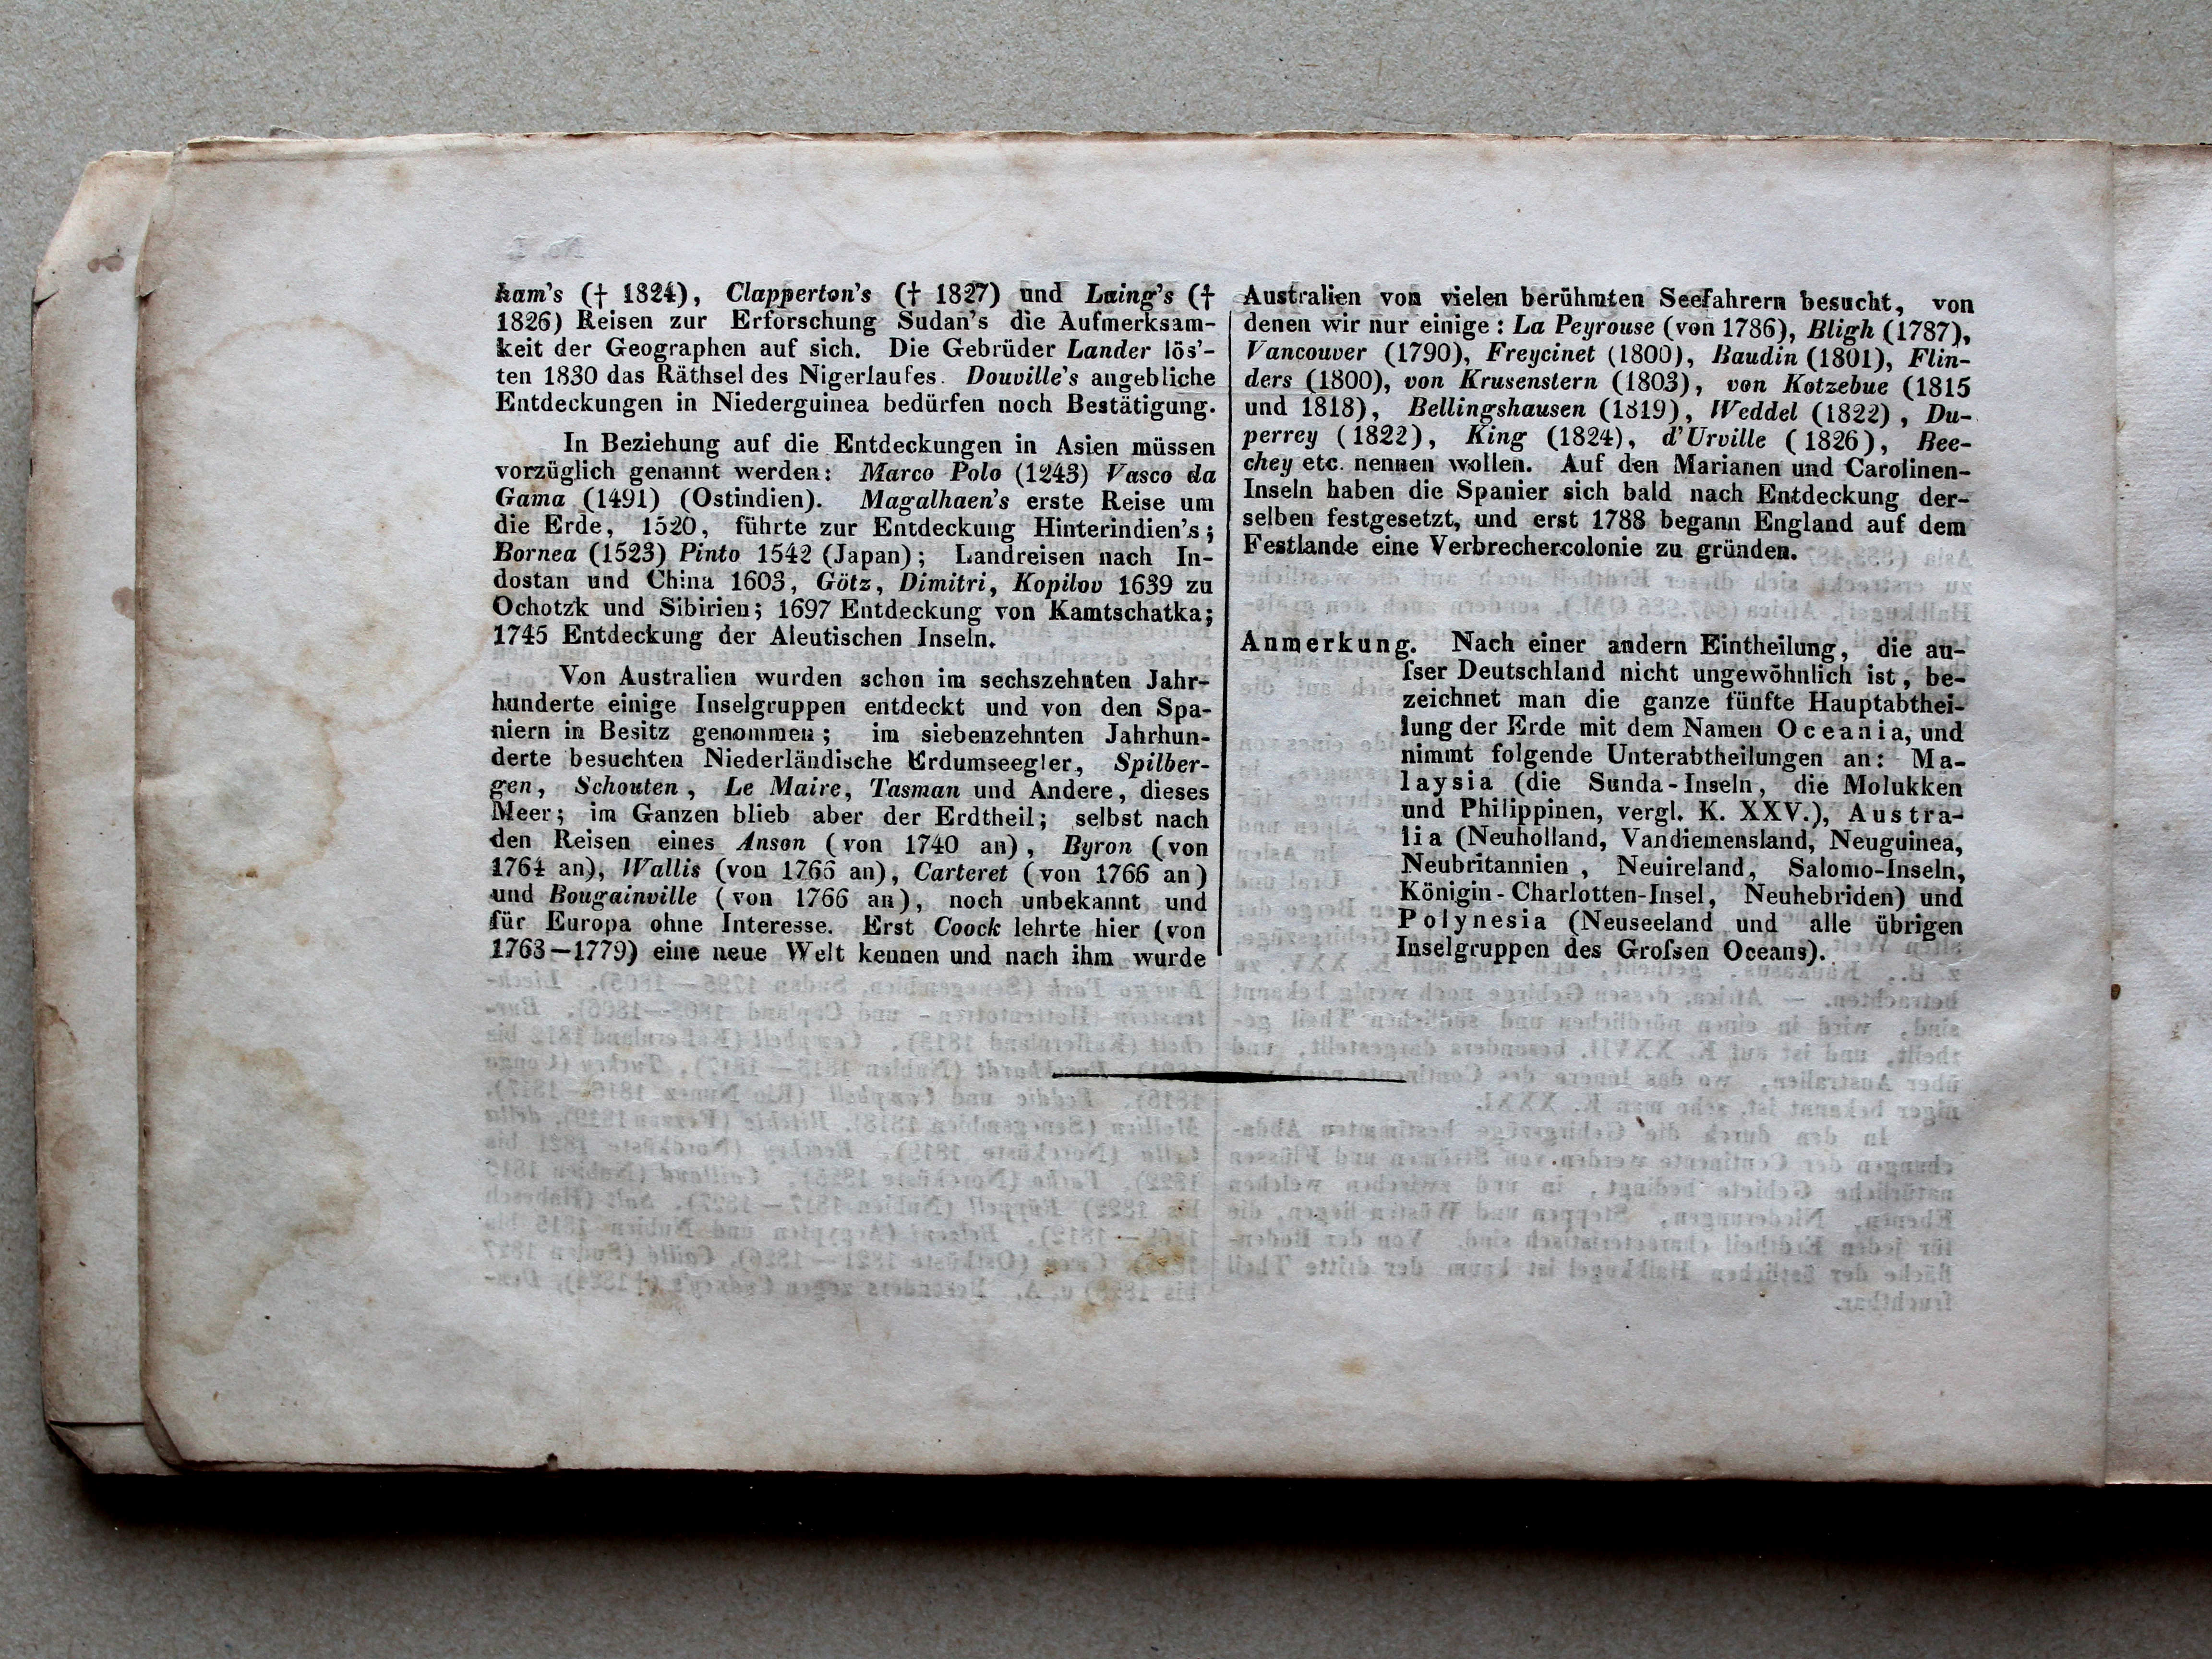 ham's († 1824), Clapperton's († 1827) und Laing's (†
1826) Reisen zur Erforschung Sudan's die Aufmerksam-
keit der Geographen auf sich. Die Gebrüder Lander lös'-
ten 1830 das Räthsel des Nigerlaufes. Douville's angebliche
Entdeckungen in Niederguinea bedürfen noch Bestätigung.
In Beziehung auf die Entdeckungen in Asien müssen
vorzüglich genannt werden: Marco Polo (1243) Vasco da
Gama (1491) (Ostindien). Magalhaen's erste Reise um
die Erde, 1520, führte zur Entdeckung Hinterindien's;
Bornea (1523) Pinto 1542 (Japan); Landreisen nach In-
dostan und China 1603, Götz, Dimitri, Kopilov 1639 zu
Ochotzk und Sibirien; 1697 Entdeckung von Kamtschatka;
1745 Entdeckung der Aleutischen Inseln.
Von Australien wurden schon im sechszehnten Jahr-
hunderte einige Inselgruppen entdeckt und von den Spa-
niern in Besitz genommen; im siebenzehnten Jahrhun-
derte besuchten Niederländische Erdumseegler, Spilber-
gen, Schouten, Le Maire, Tasman und Andere, dieses
Meer; im Ganzen blieb aber der Erdtheil; selbst nach
den Reisen eines Anson (von 1740 an), Byron (von
1764 an), Wallis (von 1766 an), Carteret (von 1766 an)
und Bougainville (von 1766 an), noch unbekannt und
für Europa ohne Interesse. Erst Coock lehrte hier (von
1763—1779) eine neue Welt kennen und nach ihm wurde
Australien von vielen berühmten Seefahrern besucht, von
denen wir nur einige: La Peyrouse (von 1786), Bligh (1787),
Vancouver (1790), Freycinet (1800), Baudin (1801), Flin-
ders (1800), von Krusenstern (1803), von Kotzebue (1815
und 1818), Bellingshausen (1819), Weddel (1822), Du-
perrey (1822), King (1824), d'Urville (1826), Bee-
chey etc. nennen wollen. Auf den Marianen und Carolinen-
Inseln haben die Spanier sich bald nach Entdeckung der-
selben festgesetzt, und erst 1788 begann England auf dem
Festlande eine Verbrechercolonie zu gründen.
Anmerkung. Nach einer andern Eintheilung, die au-
ſser Deutschland nicht ungewöhnlich ist, be-
zeichnet man die ganze fünfte Hauptabthei-
lung der Erde mit dem Namen Oceania, und
nimmt folgende Unterabtheilungen an: Ma-
laysia (die Sunda-Inseln, die Molukken
und Philippinen, vergl. K. XXV.), Austra-
lia (Neuholland, Vandiemensland, Neuguinea,
Neubritannien, Neuireland, Salomo-Inseln,
Königin-Charlotten-Insel, Neuhebriden) und
Polynesia (Neuseeland und alle übrigen
Inselgruppen des Groſsen Oceans).